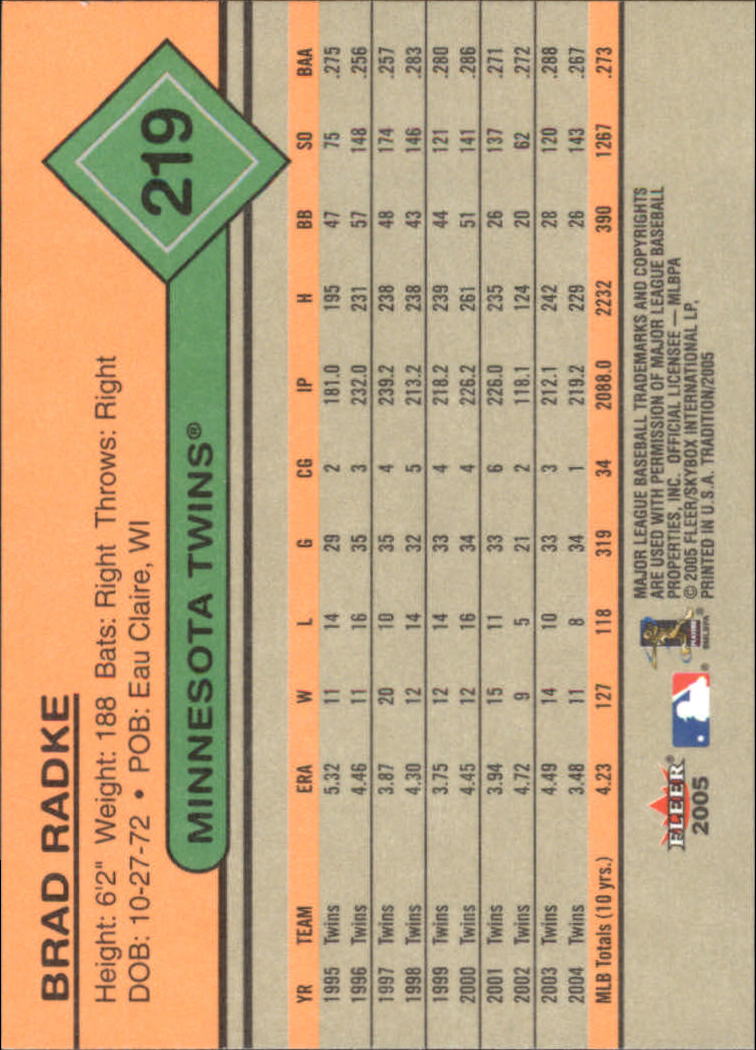 BRAD RADKE
Height: 6'2" Weight: 188 Bats: Right Throws: Right
DOB: 10-27-72 • POB: Eau Claire, WI
219
MINNESOTA TWINS®
YR TEAM ERA W L G CG IP H BB SO BAA
1995 Twins 5.32 11 14 29 2 181.0 195 47 75 .275
1996 Twins 4.46 11 16 35 3 232.0 231 57 148 .256
1997 Twins 3.87 20 10 35 4 239.2 238 48 174 .257
1998 Twins 4.30 12 14 32 5 213.2 238 43 146 .283
1999 Twins 3.75 12 14 33 4 218.2 239 44 121 .280
2000 Twins 4.45 12 16 34 4 226.2 261 51 141 .286
2001 Twins 3.94 15 11 33 6 226.0 235 26 137 .271
2002 Twins 4.72 9 5 21 2 118.1 124 20 62 .272
2003 Twins 4.49 14 10 33 3 212.1 242 28 120 .288
2004 Twins 3.48 11 8 34 1 219.2 229 26 143 .267
MLB Totals (10 yrs.) 4.23 127 118 319 34 2088.0 2232 390 1267 .273
FLEER®
2005
MAJOR LEAGUE BASEBALL TRADEMARKS AND COPYRIGHTS
ARE USED WITH PERMISSION OF MAJOR LEAGUE BASEBALL
PROPERTIES, INC. OFFICIAL LICENSEE — MLBPA
© 2005 FLEER/SKYBOX INTERNATIONAL LP.
PRINTED IN U.S.A. TRADITION/2005